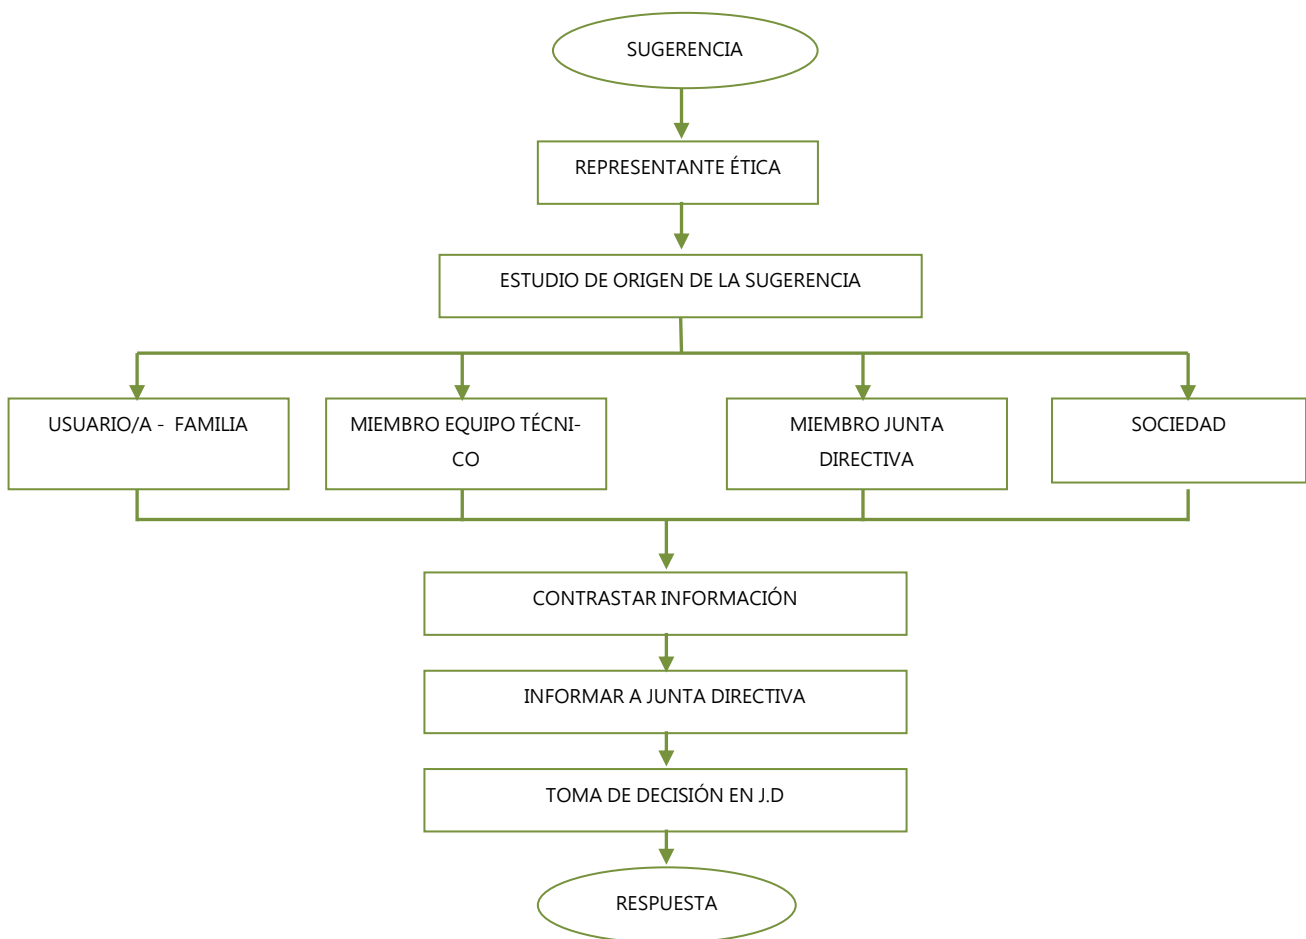 SUGERENCIA
REPRESENTANTE ÉTICA
ESTUDIO DE ORIGEN DE LA SUGERENCIA
USUARIO/A - FAMILIA
MIEMBRO EQUIPO TÉCNI-
CO
MIEMBRO JUNTA
DIRECTIVA
SOCIEDAD
CONTRASTAR INFORMACIÓN
INFORMAR A JUNTA DIRECTIVA
TOMA DE DECISIÓN EN J.D
RESPUESTA